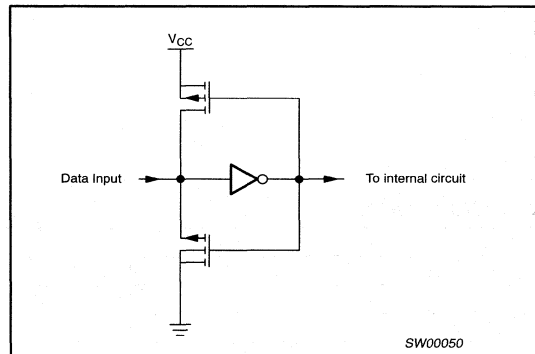 VCC
Data Input
To internal circuit
SW00050